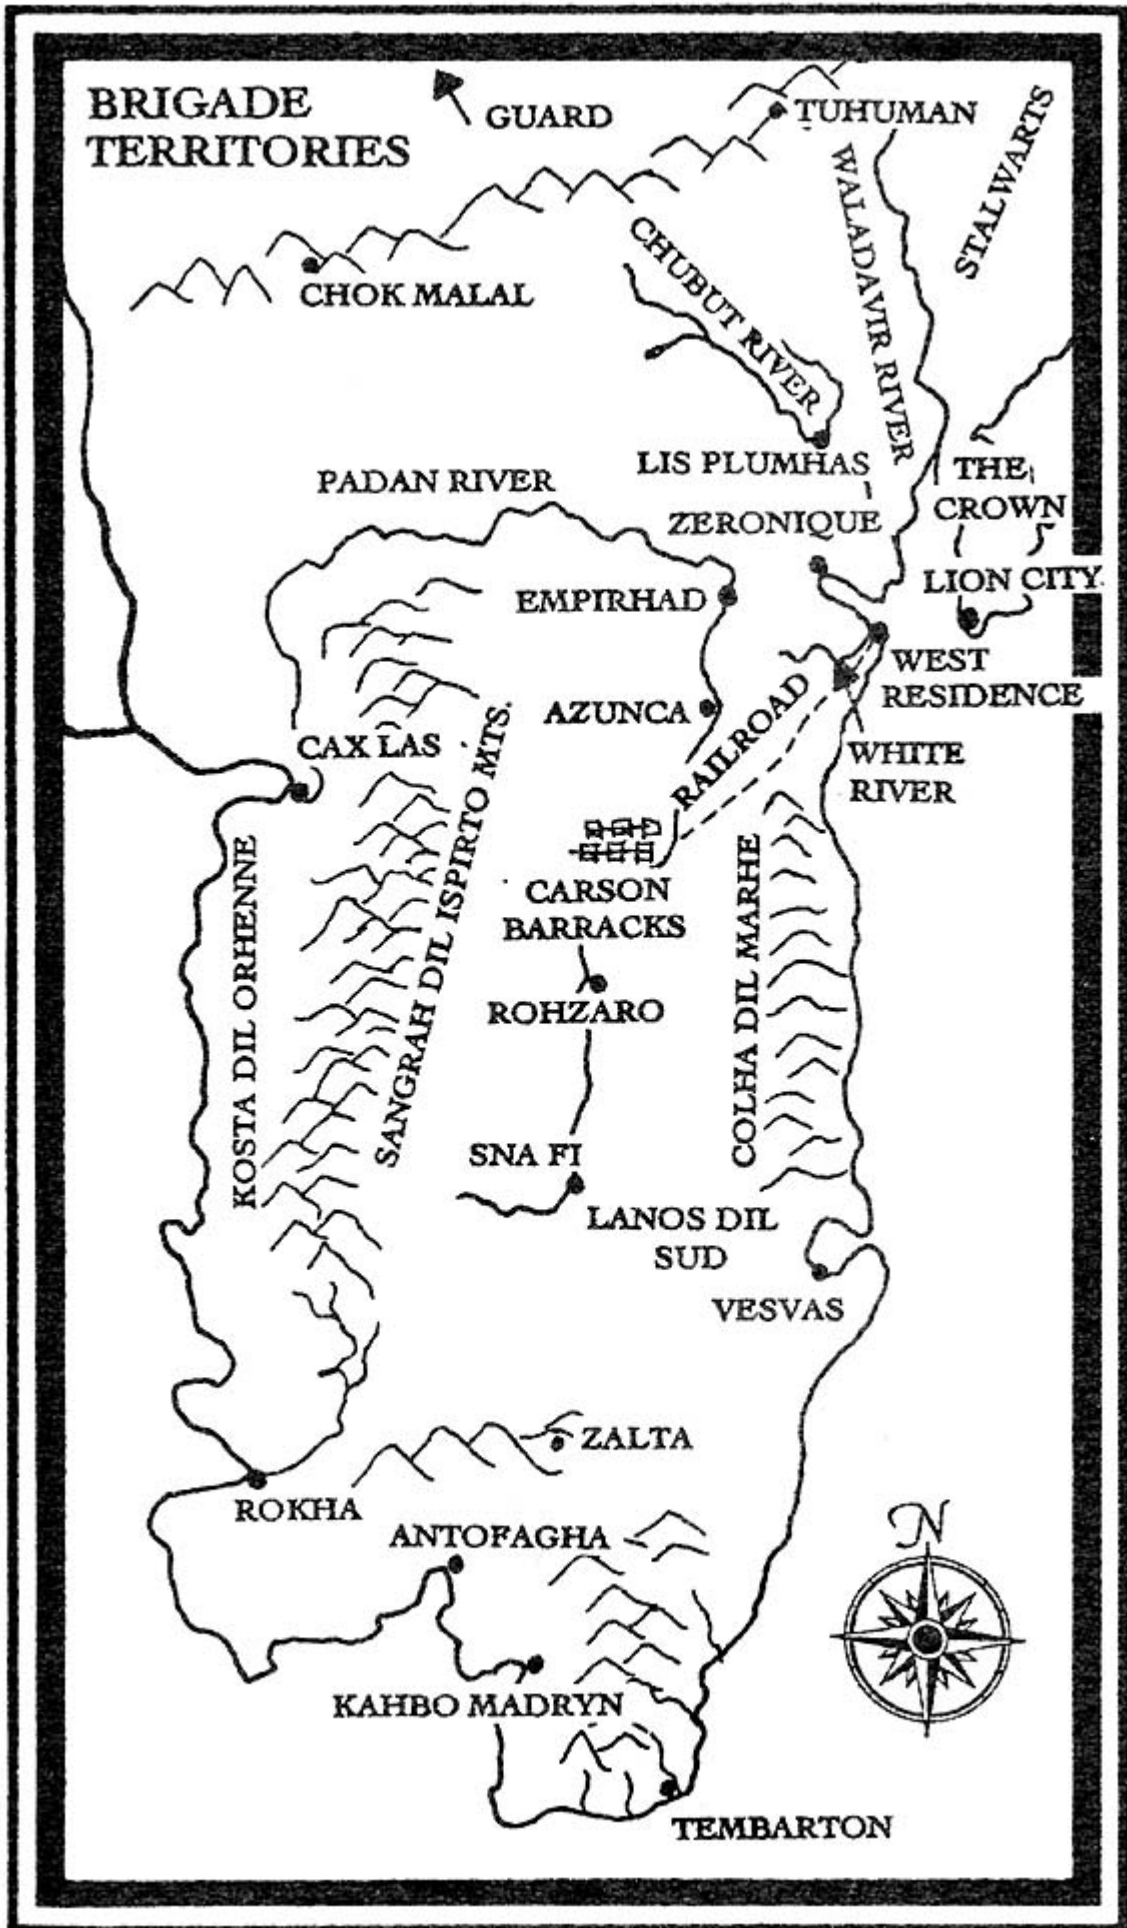 BRIGADE
TERRITORIES
GUARD
TUHUMAN
STALWARTS
WALADAVIR RIVER
CHUBUT RIVER
CHOK MALAL
LIS PLUMHAS
THE
CROWN
PADAN RIVER
ZERONIQUE
LION CITY
EMPIRHAD
WEST
RESIDENCE
AZUNCA
RAILROAD
WHITE
RIVER
CAX LAS
SANGRAH DIL ISPIRTO MTS.
KOSTA DIL ORHENNE
COLHA DIL MARHE
CARSON
BARRACKS
ROHZARO
SNA FI
LANOS DIL
SUD
VESVAS
ZALTA
ROKHA
ANTOFAGHA
N
KAHBO MADRYN
TEMBARTON